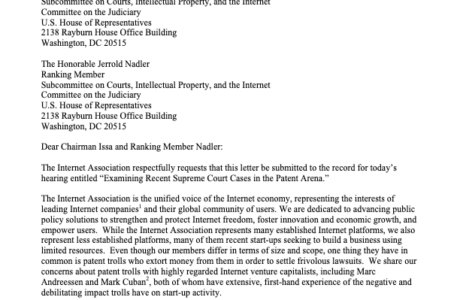 Subcommittee on Courts, Intellectual Property, and the Internet
Committee on the Judiciary
U.S. House of Representatives
2138 Rayburn House Office Building
Washington, DC 20515
The Honorable Jerrold Nadler
Ranking Member
Subcommittee on Courts, Intellectual Property, and the Internet
Committee on the Judiciary
U.S. House of Representatives
2138 Rayburn House Office Building
Washington, DC 20515
Dear Chairman Issa and Ranking Member Nadler:
The Internet Association respectfully requests that this letter be submitted to the record for today’s
hearing entitled “Examining Recent Supreme Court Cases in the Patent Arena.”
The Internet Association is the unified voice of the Internet economy, representing the interests of
leading Internet companies¹ and their global community of users. We are dedicated to advancing public
policy solutions to strengthen and protect Internet freedom, foster innovation and economic growth, and
empower users. While the Internet Association represents many established Internet platforms, we also
represent less established platforms, many of them recent start-ups seeking to build a business using
limited resources. Even though our members differ in terms of size and scope, one thing they have in
common is patent trolls who extort money from them in order to settle frivolous lawsuits. We share our
concerns about patent trolls with highly regarded Internet venture capitalists, including Marc
Andreessen and Mark Cuban², both of whom have extensive, first-hand experience of the negative and
debilitating impact trolls have on start-up activity.